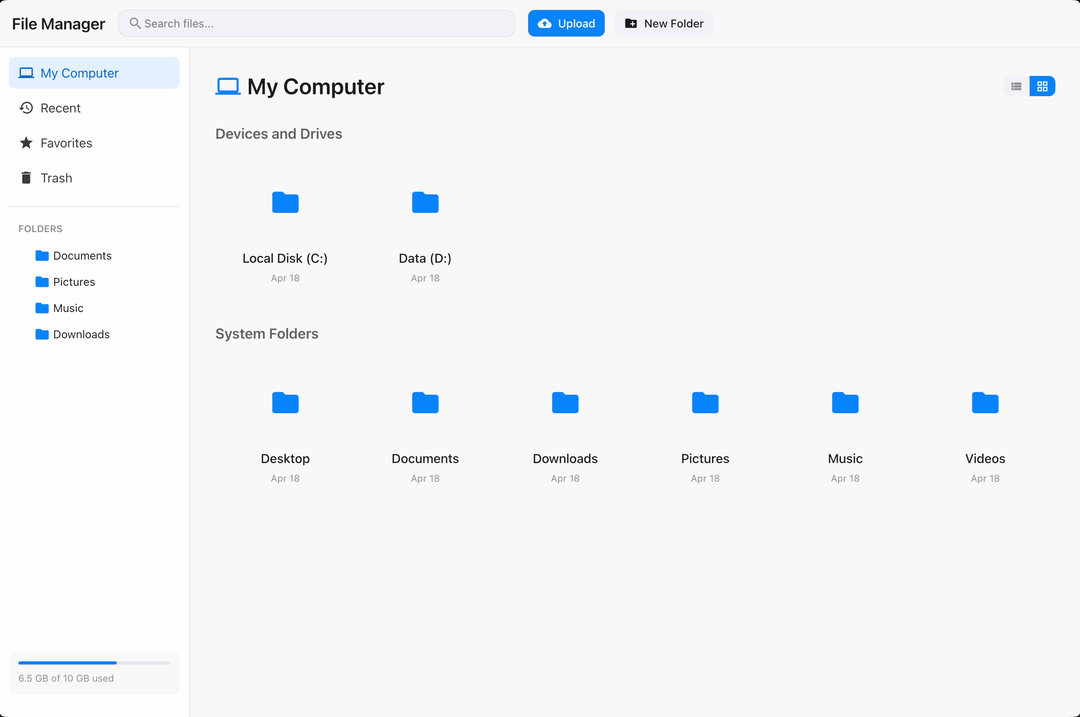 File Manager
Search files...
Upload
New Folder
My Computer
Recent
Favorites
Trash
FOLDERS
Documents
Pictures
Music
Downloads
6.5 GB of 10 GB used
My Computer
Devices and Drives
Local Disk (C:)
Apr 18
Data (D:)
Apr 18
System Folders
Desktop
Apr 18
Documents
Apr 18
Downloads
Apr 18
Pictures
Apr 18
Music
Apr 18
Videos
Apr 18